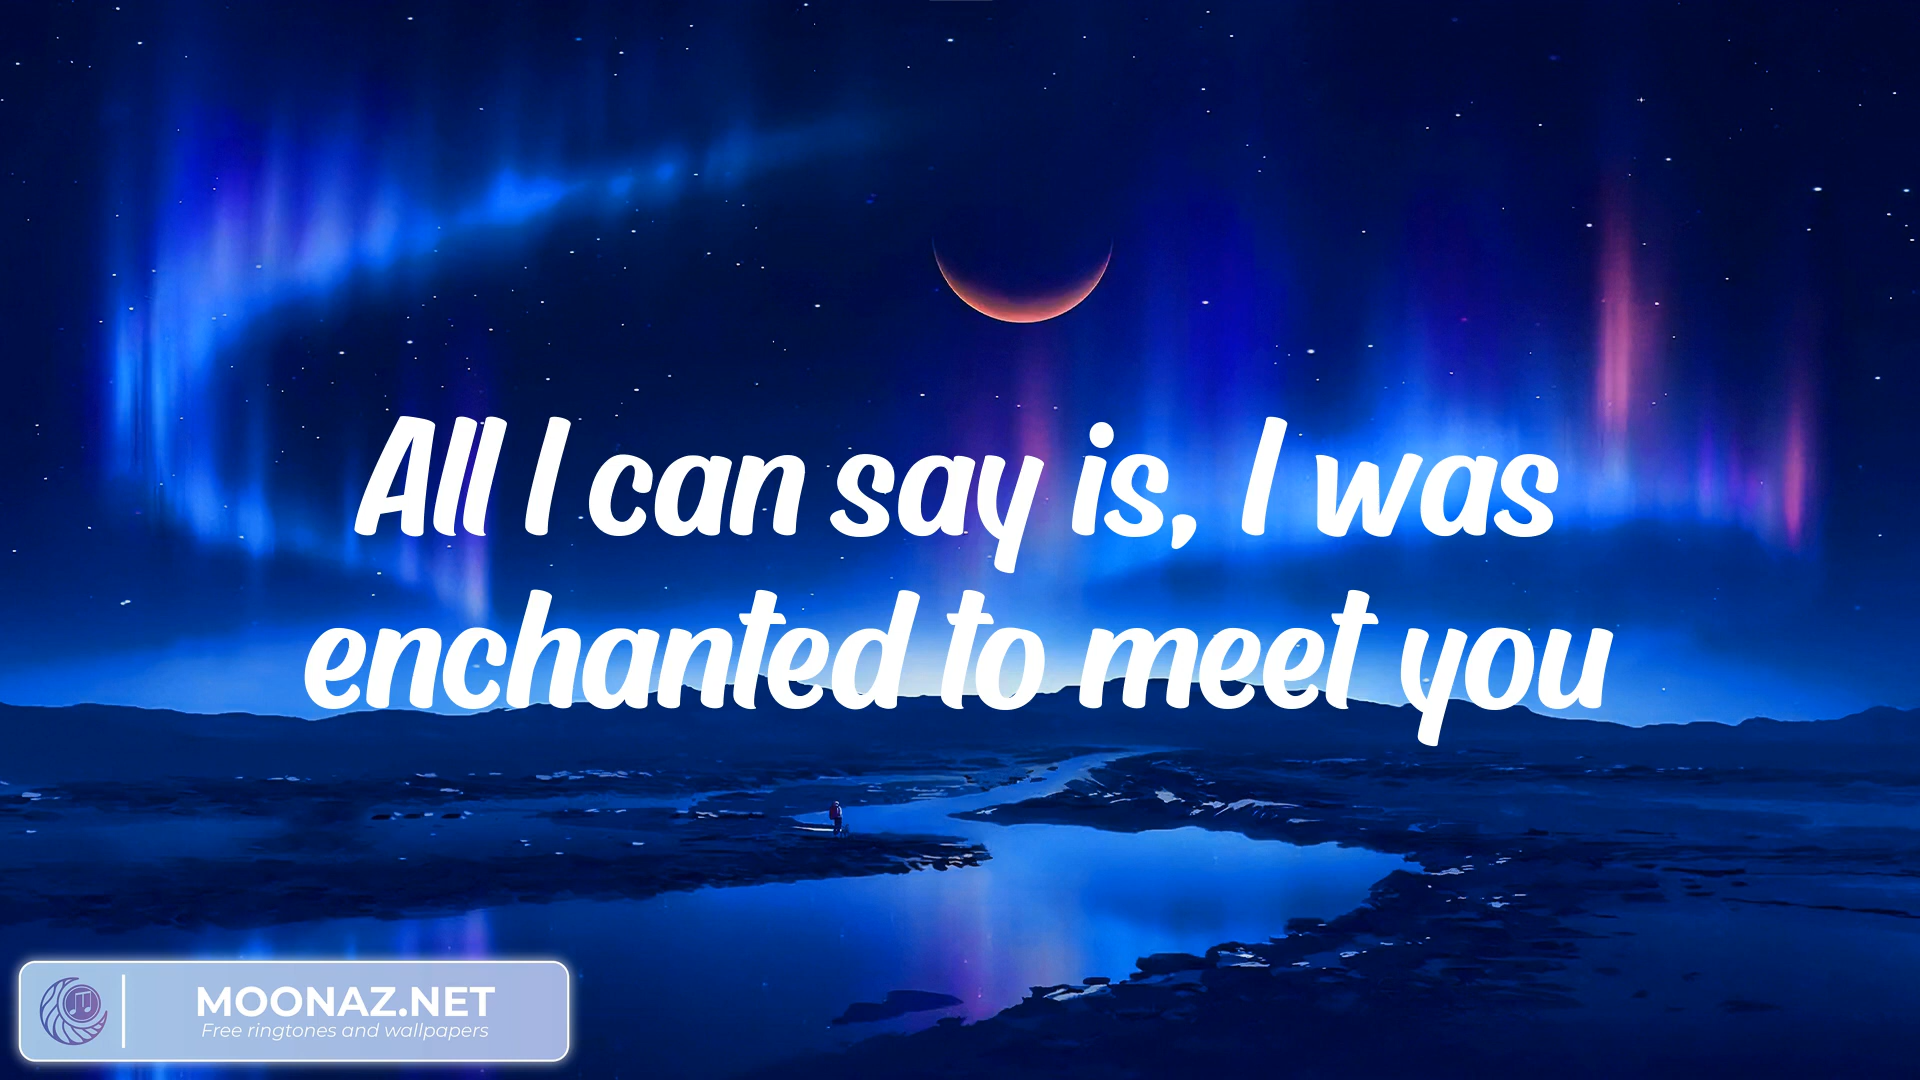 All I can say is, I was
enchanted to meet you
MOONAZ.NET
Free ringtones and wallpapers